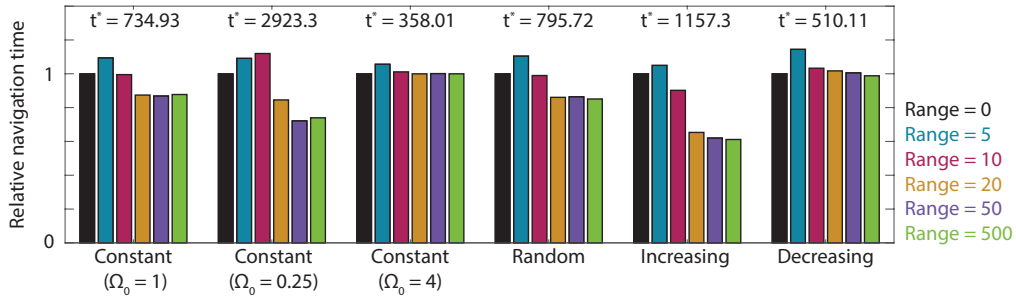 t* = 734.93 t* = 2923.3 t* = 358.01 t* = 795.72 t* = 1157.3 t* = 510.11
Relative navigation time
1
0
Range = 0
Range = 5
Range = 10
Range = 20
Range = 50
Range = 500
Constant Constant Constant Random Increasing Decreasing
(Ω₀ = 1) (Ω₀ = 0.25) (Ω₀ = 4)